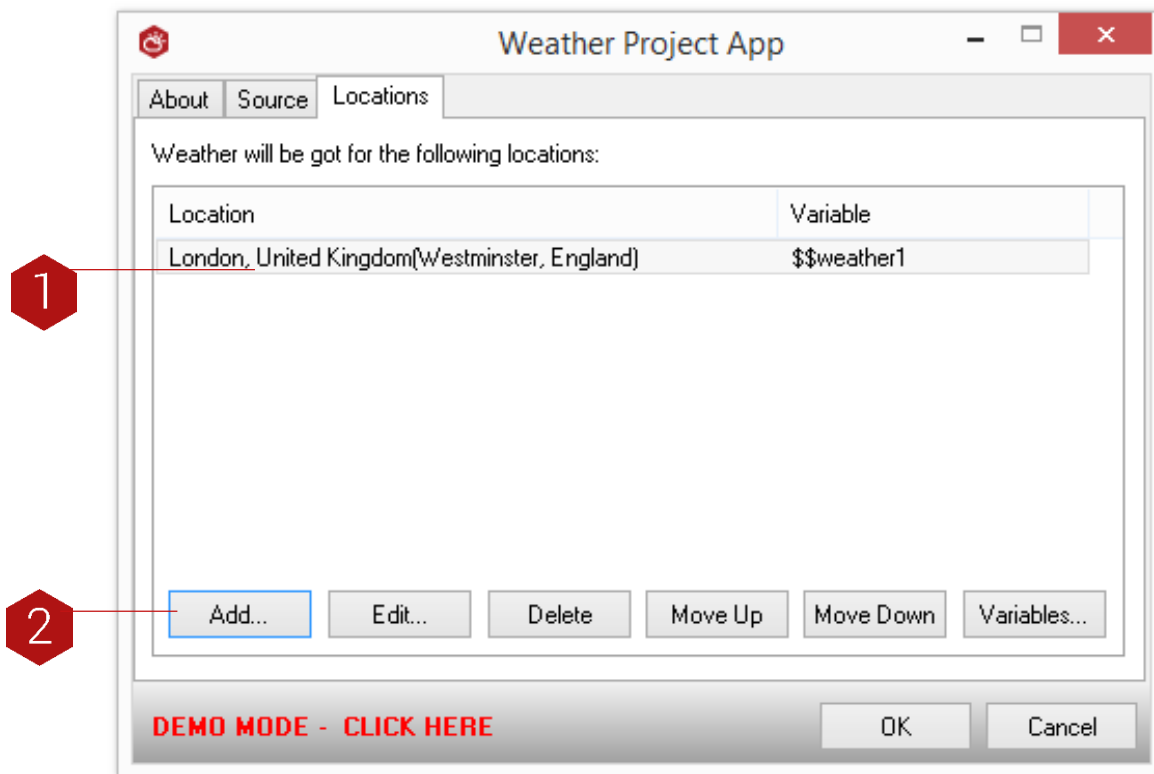 Weather Project App
About Source Locations
Weather will be got for the following locations:
Location Variable
London, United Kingdom(Westminster, England) $$weather1
1
2
Add... Edit... Delete Move Up Move Down Variables...
DEMO MODE - CLICK HERE OK Cancel